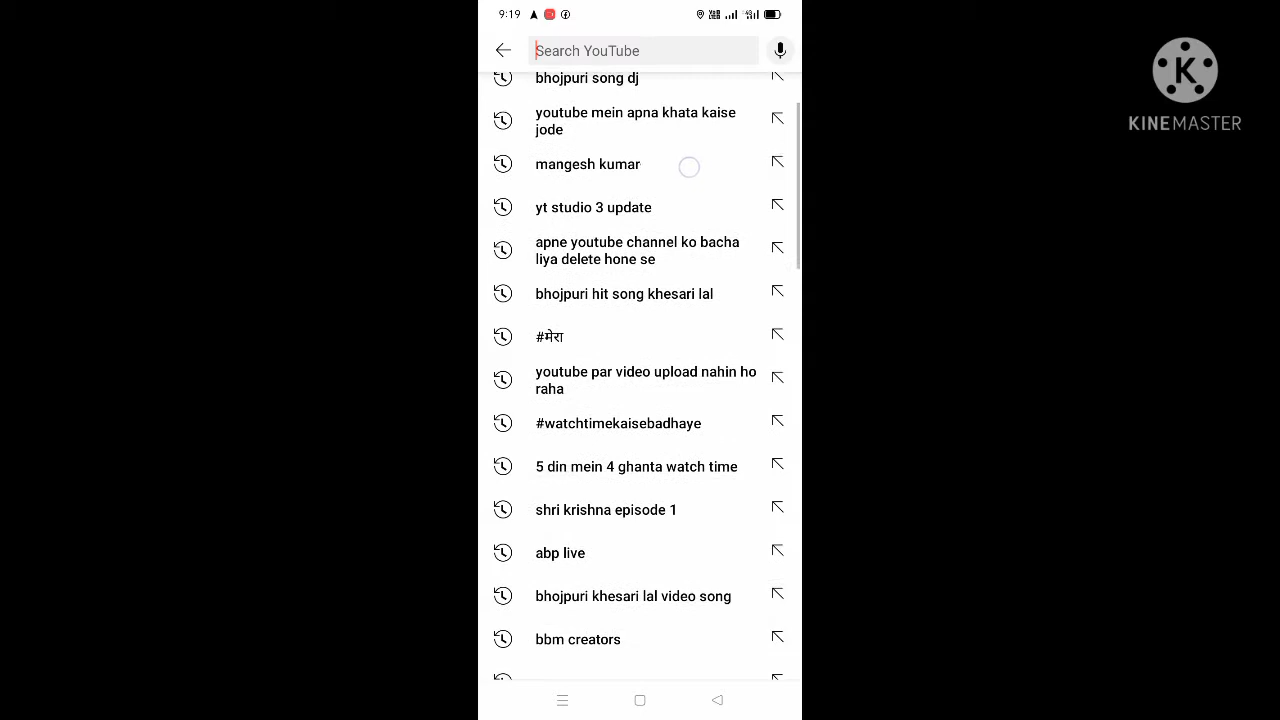 9:19
Search YouTube
bhojpuri song dj
youtube mein apna khata kaise
jode
mangesh kumar
yt studio 3 update
apne youtube channel ko bacha
liya delete hone se
bhojpuri hit song khesari lal
#मेरा
youtube par video upload nahin ho
raha
#watchtimekaisebadhaye
5 din mein 4 ghanta watch time
shri krishna episode 1
abp live
bhojpuri khesari lal video song
bbm creators
K
KINEMASTER